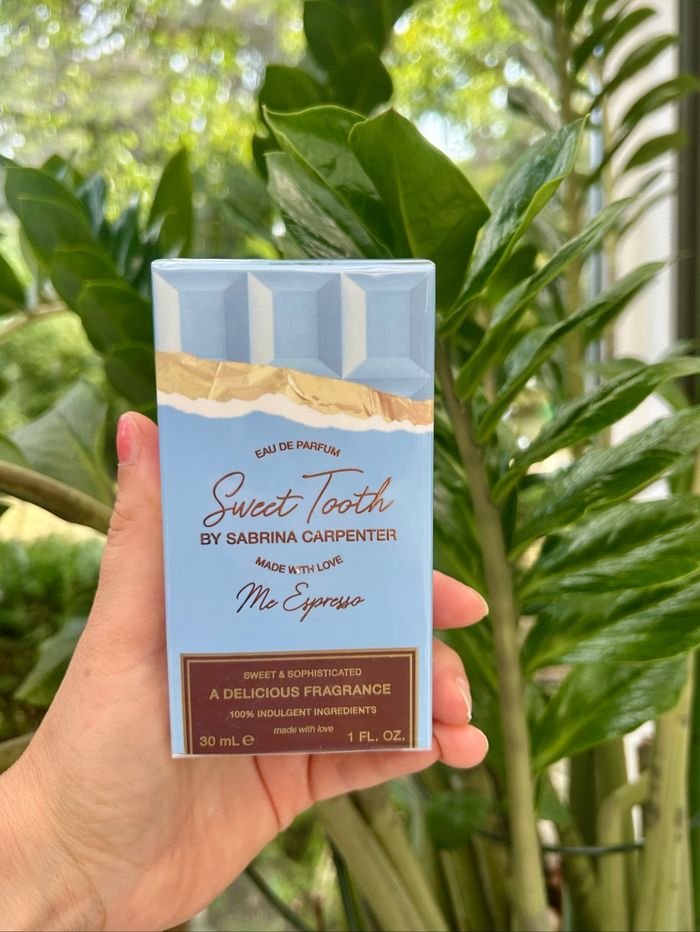 EAU DE PARFUM
Sweet Tooth
BY SABRINA CARPENTER
MADE WITH LOVE
Me Espresso
SWEET & SOPHISTICATED
A DELICIOUS FRAGRANCE
100% INDULGENT INGREDIENTS
made with love
30 mL ℮ 1 FL. OZ.